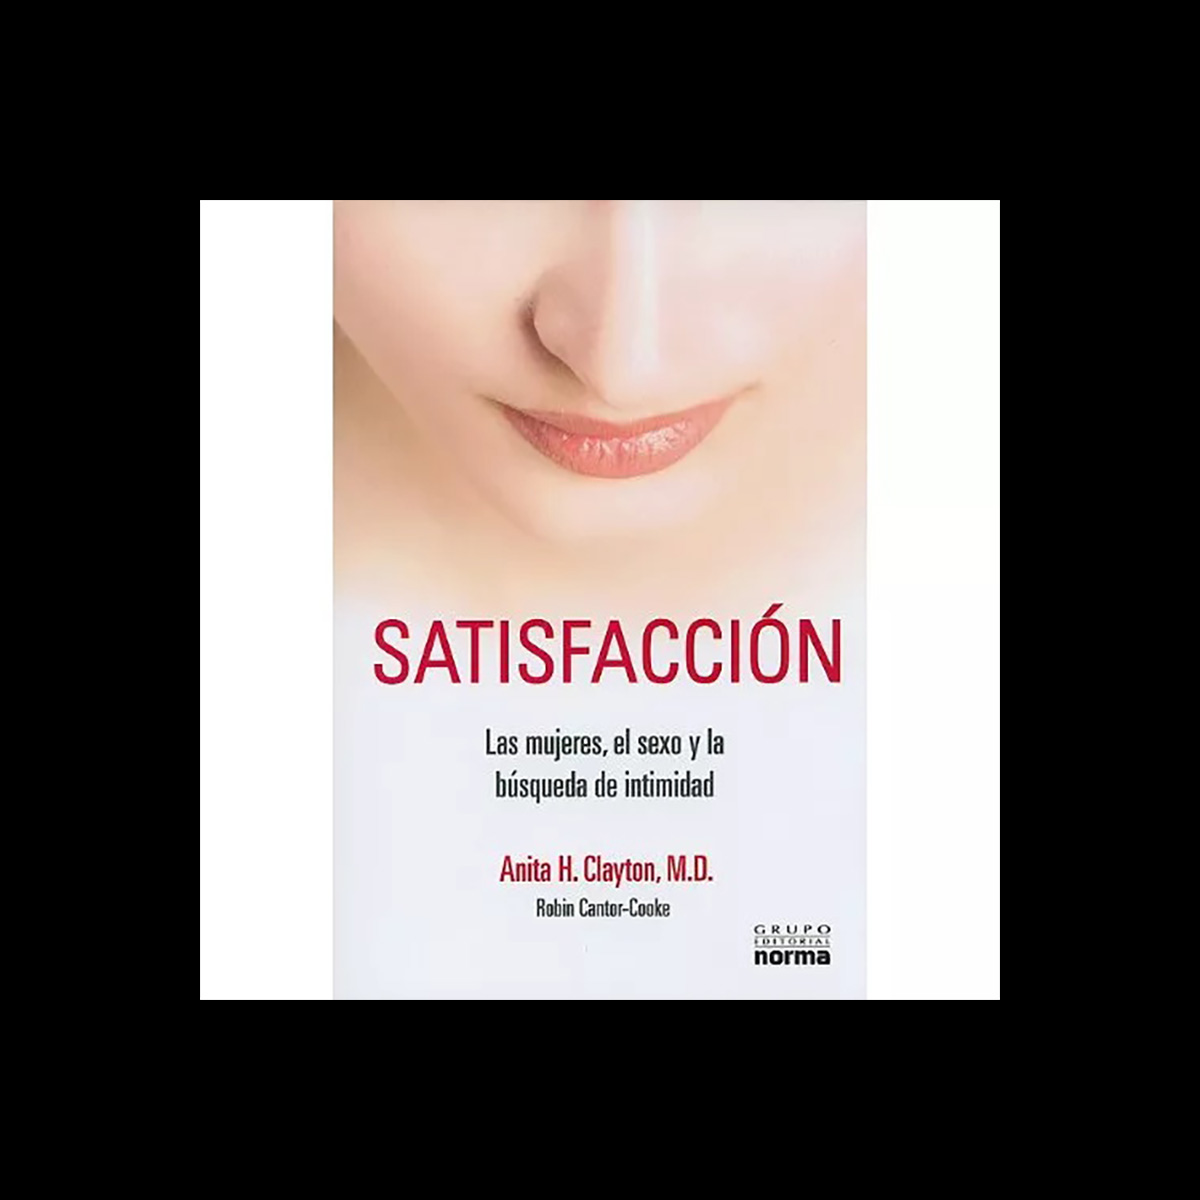 SATISFACCIÓN
Las mujeres, el sexo y la
búsqueda de intimidad
Anita H. Clayton, M.D.
Robin Cantor-Cooke
GRUPO
EDITORIAL
norma